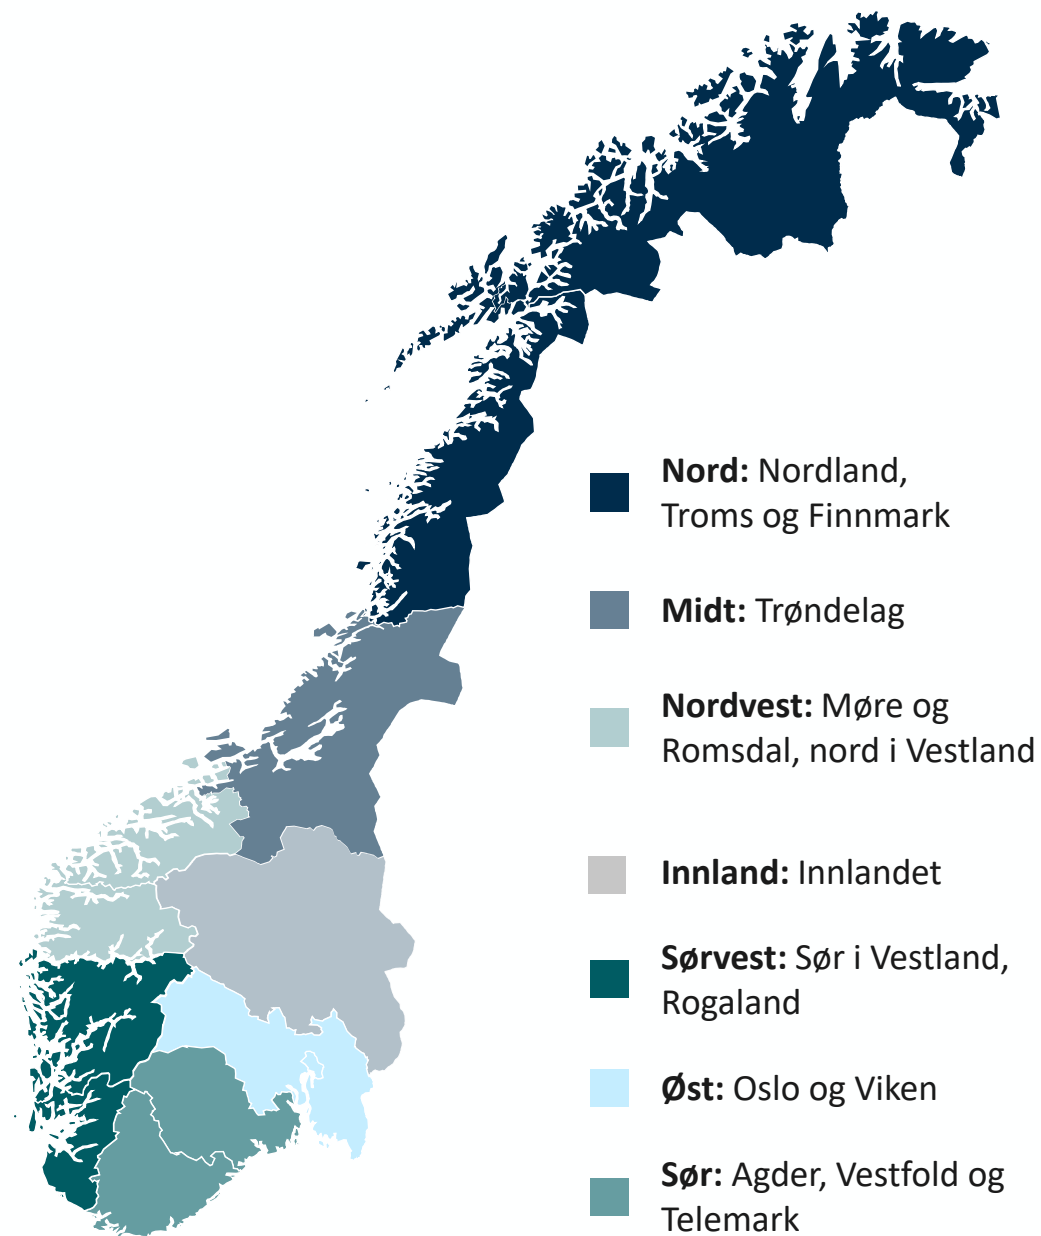 Nord: Nordland,
Troms og Finnmark
Midt: Trøndelag
Nordvest: Møre og
Romsdal, nord i Vestland
Innland: Innlandet
Sørvest: Sør i Vestland,
Rogaland
Øst: Oslo og Viken
Sør: Agder, Vestfold og
Telemark